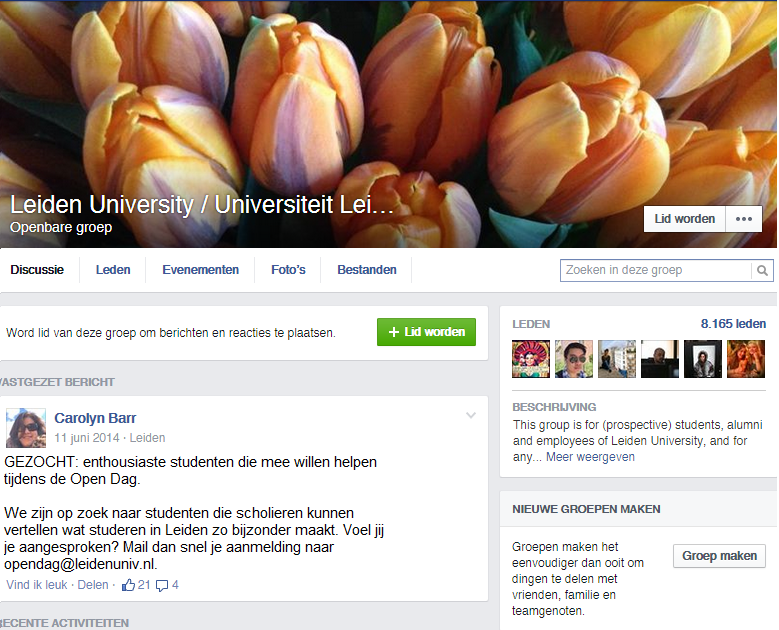 Leiden University / Universiteit Lei…
Openbare groep
Lid worden
Discussie
Leden
Evenementen
Foto's
Bestanden
Zoeken in deze groep
Word lid van deze groep om berichten en reacties te plaatsen.
+ Lid worden
ASTGEZET BERICHT
Carolyn Barr
11 juni 2014 · Leiden
GEZOCHT: enthousiaste studenten die mee willen helpen
tijdens de Open Dag.
We zijn op zoek naar studenten die scholieren kunnen
vertellen wat studeren in Leiden zo bijzonder maakt. Voel jij
je aangesproken? Mail dan snel je aanmelding naar
opendag@leidenuniv.nl.
Vind ik leuk · Delen · 21 4
RECENTE ACTIVITEITEN
LEDEN
8.165 leden
BESCHRIJVING
This group is for (prospective) students, alumni
and employees of Leiden University, and for
any... Meer weergeven
NIEUWE GROEPEN MAKEN
Groepen maken het
eenvoudiger dan ooit om
dingen te delen met
vrienden, familie en
teamgenoten.
Groep maken